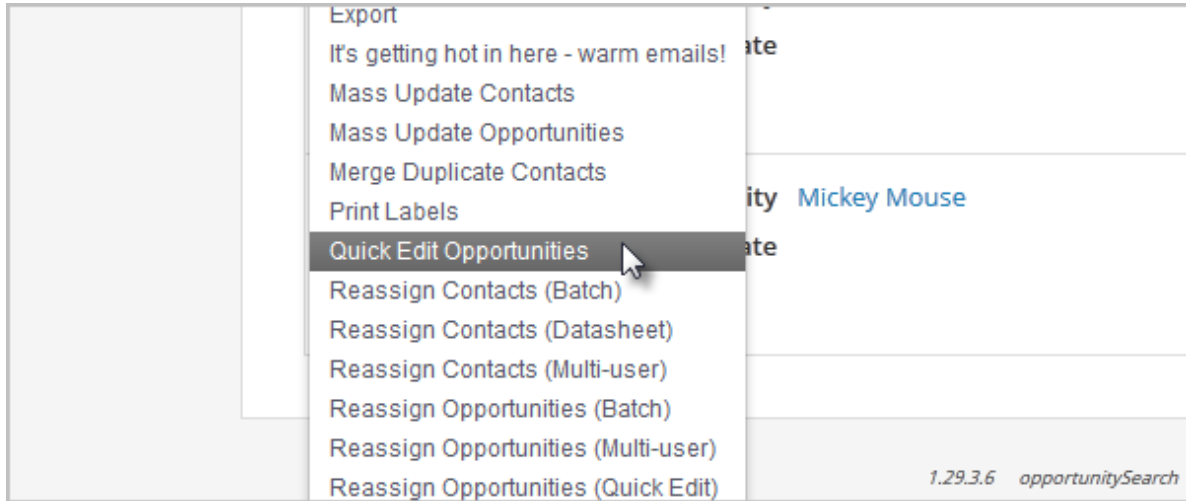 Export
It's getting hot in here - warm emails!
Mass Update Contacts
Mass Update Opportunities
Merge Duplicate Contacts
Print Labels
Quick Edit Opportunities
Reassign Contacts (Batch)
Reassign Contacts (Datasheet)
Reassign Contacts (Multi-user)
Reassign Opportunities (Batch)
Reassign Opportunities (Multi-user)
Reassign Opportunities (Quick Edit)
ate
ity Mickey Mouse
ate
1.29.3.6 opportunitySearch